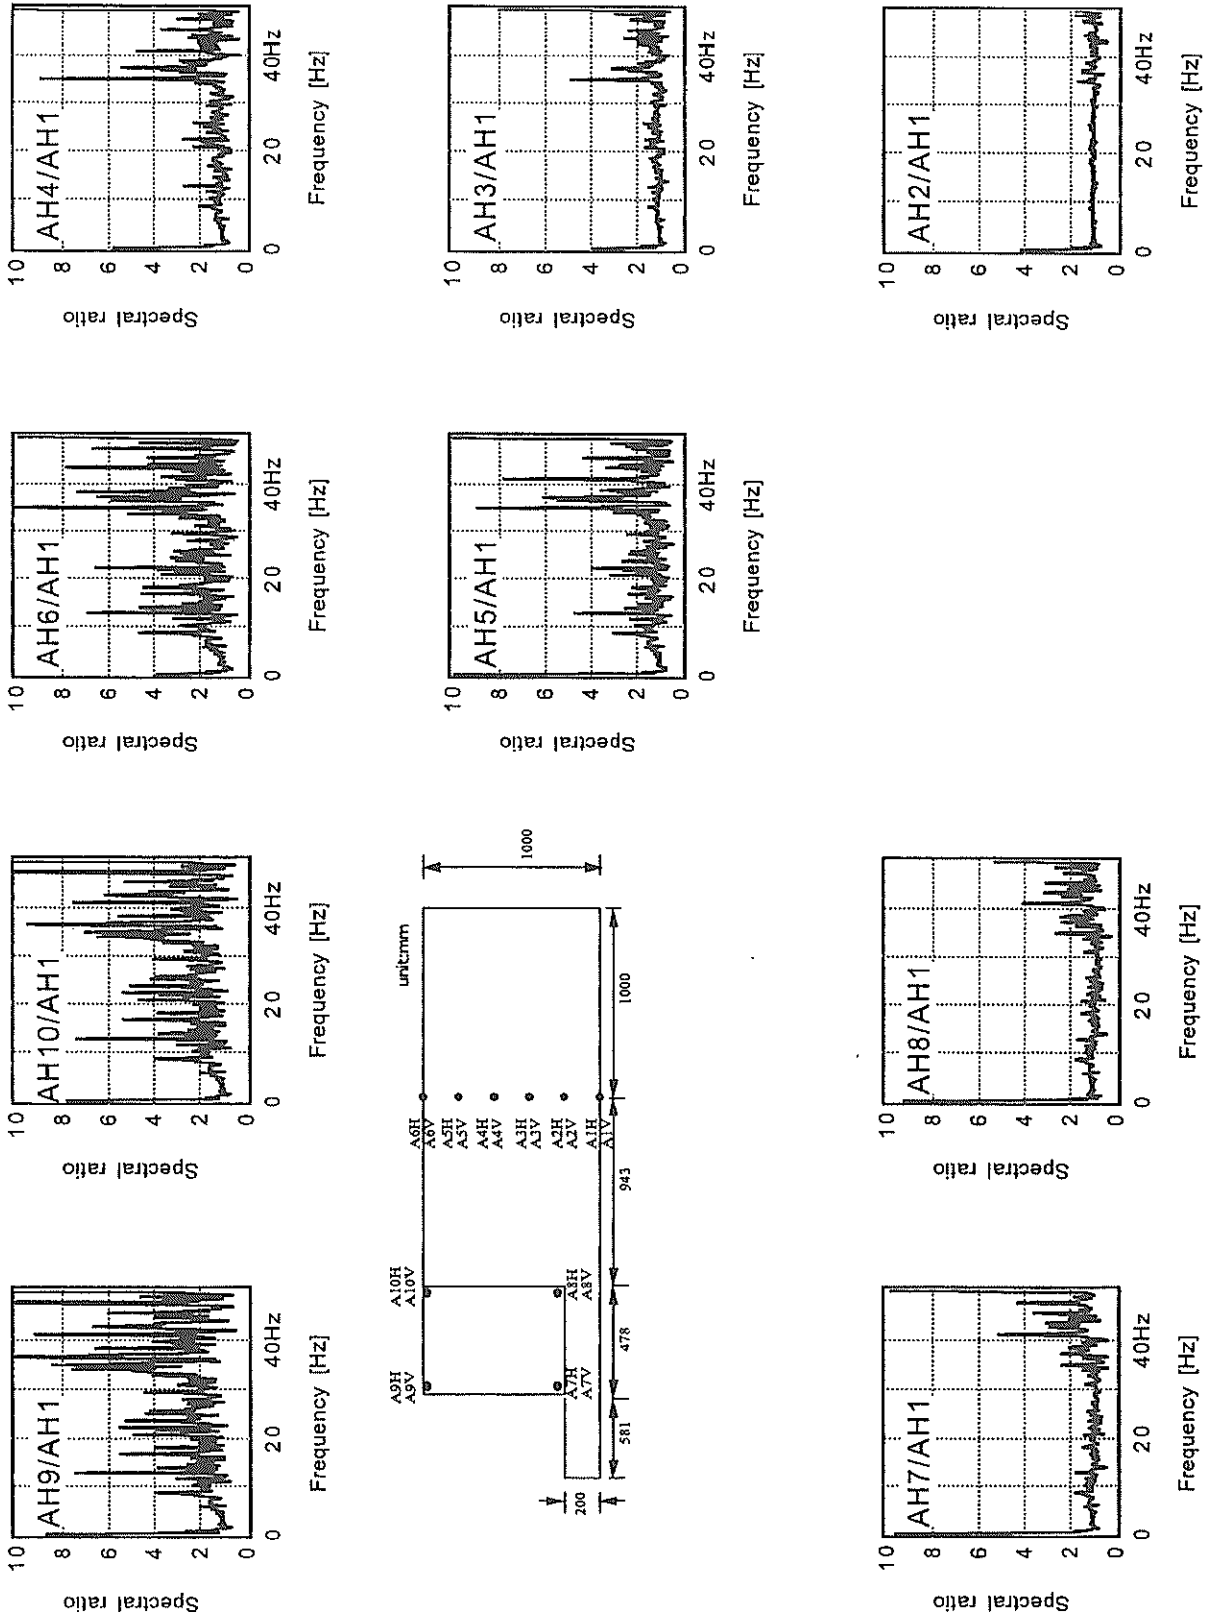 Spectral ratio
10
8
6
4
2
0
AH9/AH1
0
20
40Hz
Frequency [Hz]
Spectral ratio
10
8
6
4
2
0
AH10/AH1
0
20
40Hz
Frequency [Hz]
Spectral ratio
10
8
6
4
2
0
AH6/AH1
0
20
40Hz
Frequency [Hz]
Spectral ratio
10
8
6
4
2
0
AH4/AH1
0
20
40Hz
Frequency [Hz]
unit:mm
A9H
A9V
A10H
A10V
A6H
A6V
A5H
A5V
A4H
A4V
A3H
A3V
A2H
A2V
A1H
A1V
A7H
A7V
A8H
A8V
200
581
478
943
1000
1000
Spectral ratio
10
8
6
4
2
0
AH5/AH1
0
20
40Hz
Frequency [Hz]
Spectral ratio
10
8
6
4
2
0
AH3/AH1
0
20
40Hz
Frequency [Hz]
Spectral ratio
10
8
6
4
2
0
AH7/AH1
0
20
40Hz
Frequency [Hz]
Spectral ratio
10
8
6
4
2
0
AH8/AH1
0
20
40Hz
Frequency [Hz]
Spectral ratio
10
8
6
4
2
0
AH2/AH1
0
20
40Hz
Frequency [Hz]